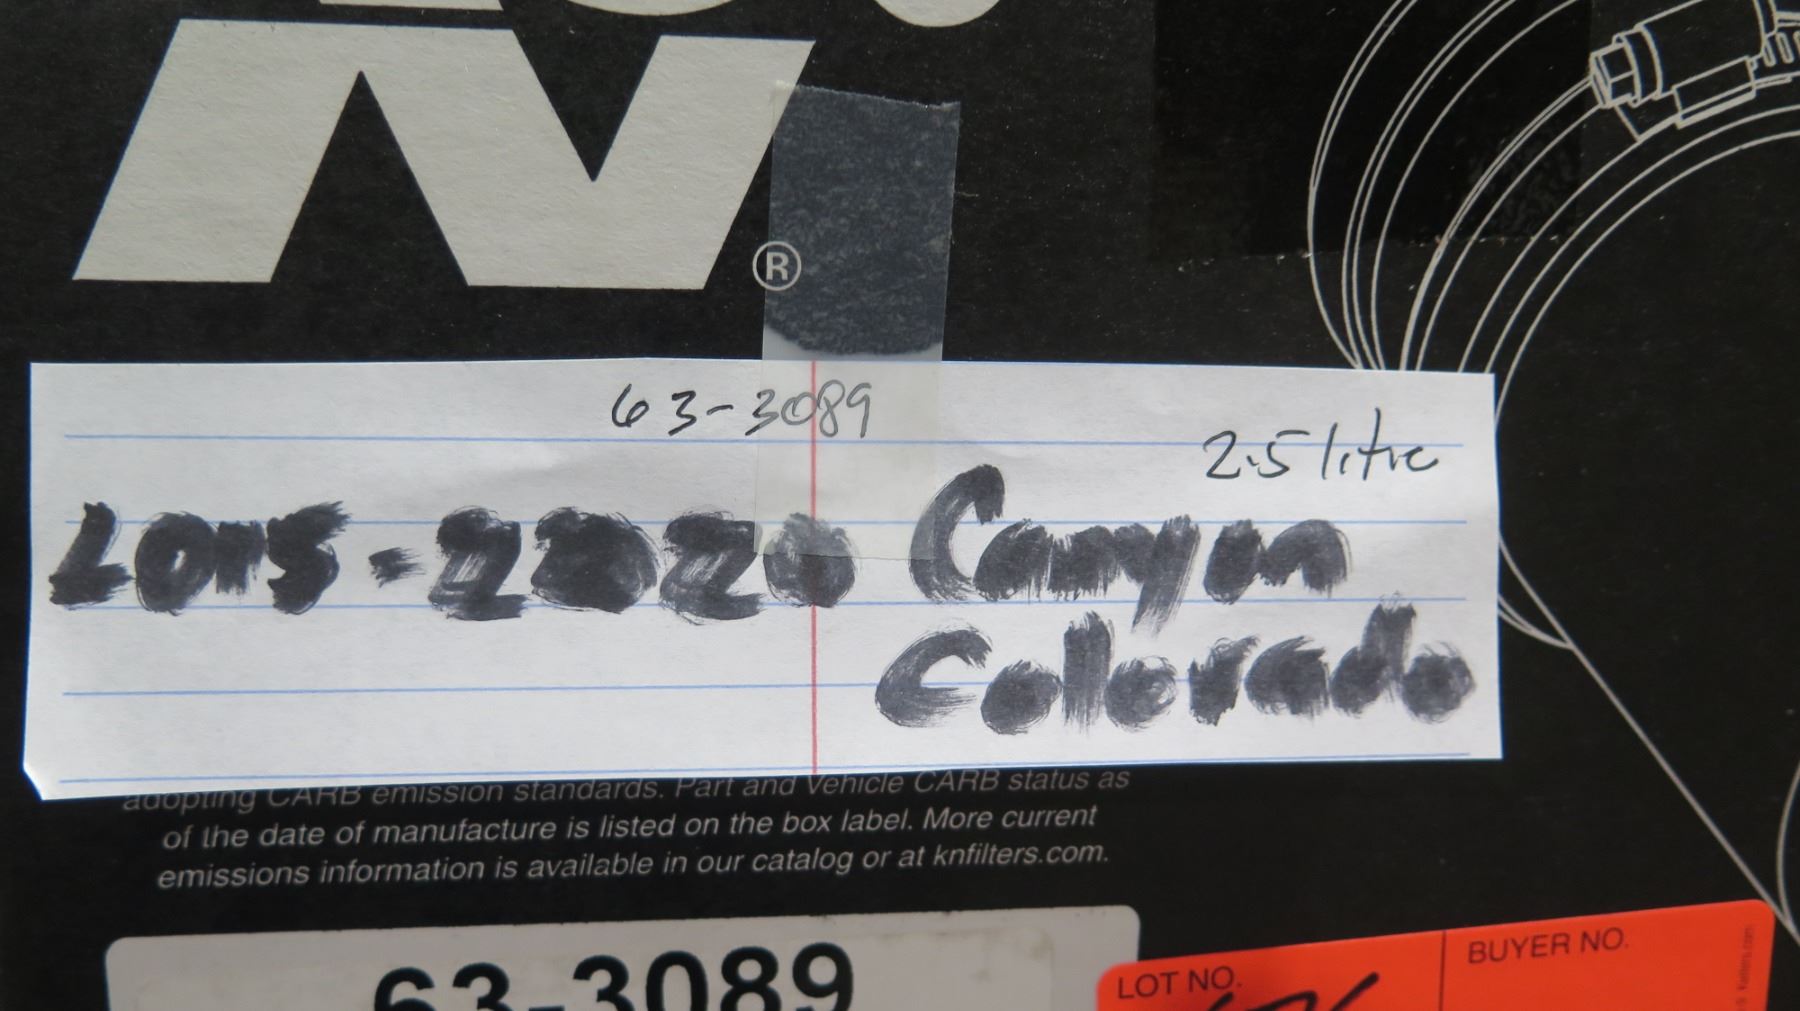 N®
63-3089
2.5 litre
2015-2020 Canyon
Colorado
adopting CARB emission standards. Part and Vehicle CARB status as
of the date of manufacture is listed on the box label. More current
emissions information is available in our catalog or at knfilters.com.
63-3089
LOT NO.
BUYER NO.